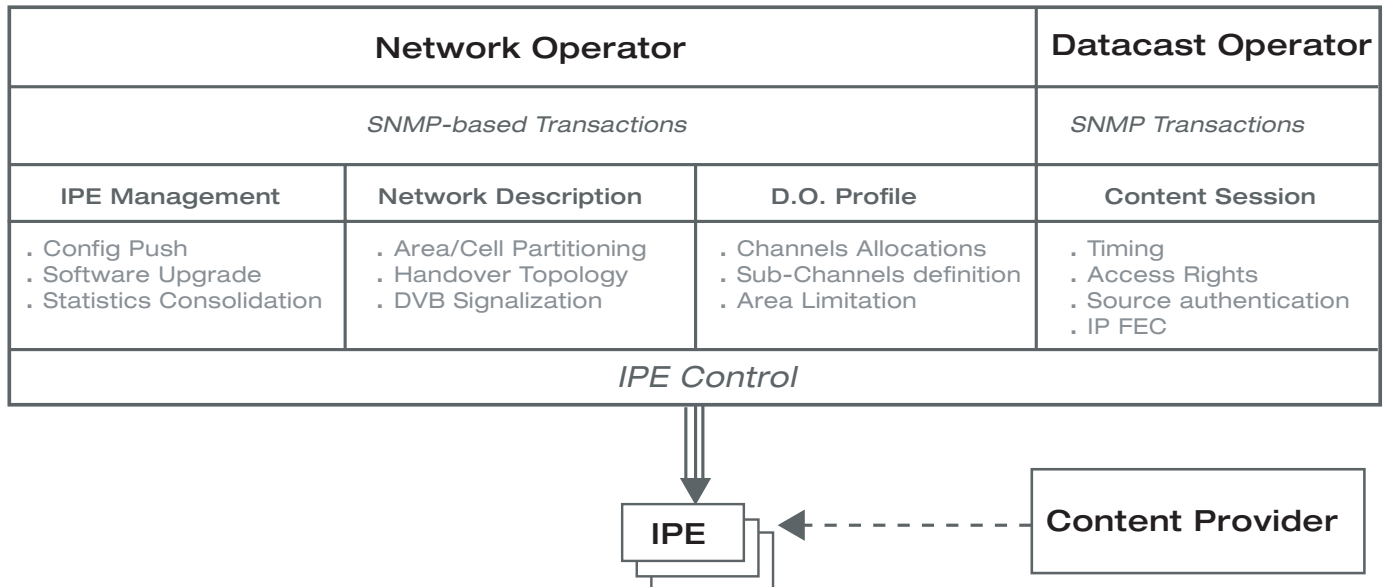 Network Operator
Datacast Operator
SNMP-based Transactions
SNMP Transactions
IPE Management
Network Description
D.O. Profile
Content Session
. Config Push
. Software Upgrade
. Statistics Consolidation
. Area/Cell Partitioning
. Handover Topology
. DVB Signalization
. Channels Allocations
. Sub-Channels definition
. Area Limitation
. Timing
. Access Rights
. Source authentication
. IP FEC
IPE Control
IPE
Content Provider